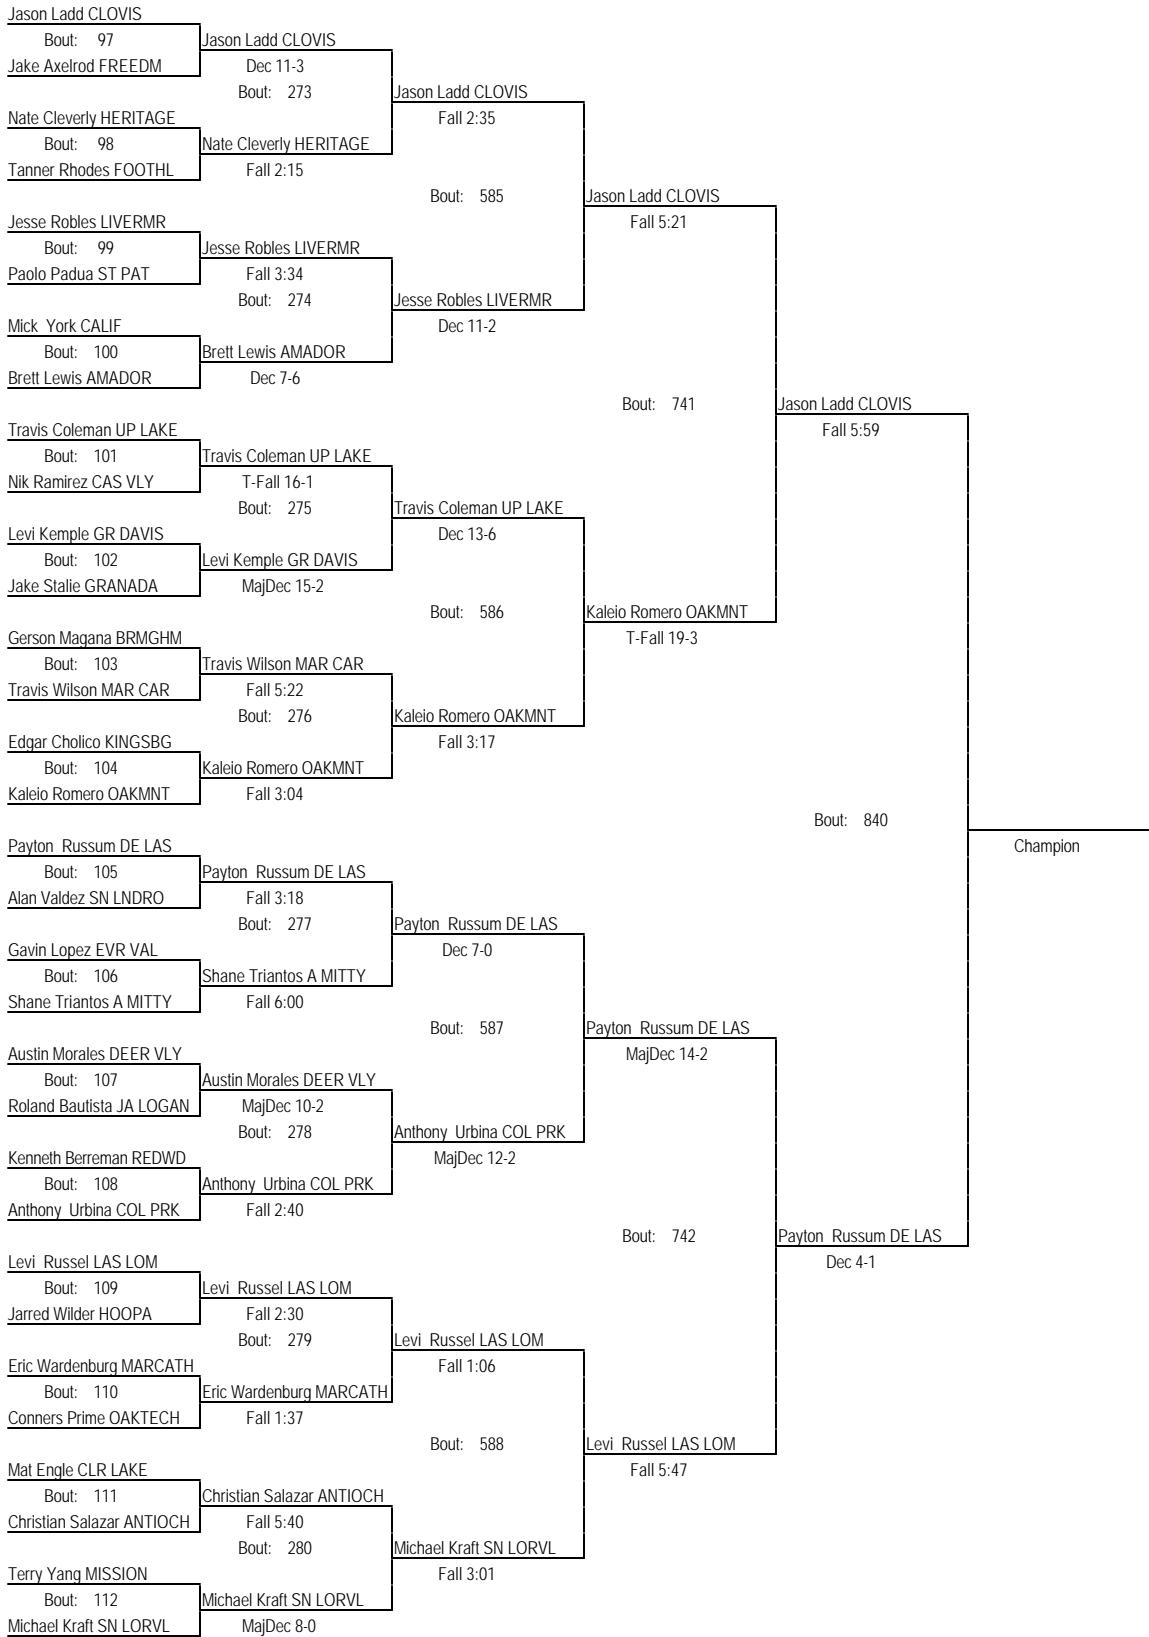 Jason Ladd CLOVIS
Bout: 97
Jason Ladd CLOVIS
Jake Axelrod FREEDM
Dec 11-3
Bout: 273
Jason Ladd CLOVIS
Nate Cleverly HERITAGE
Fall 2:35
Bout: 98
Nate Cleverly HERITAGE
Tanner Rhodes FOOTHL
Fall 2:15
Bout: 585
Jason Ladd CLOVIS
Jesse Robles LIVERMR
Fall 5:21
Bout: 99
Jesse Robles LIVERMR
Paolo Padua ST PAT
Fall 3:34
Bout: 274
Jesse Robles LIVERMR
Mick York CALIF
Dec 11-2
Bout: 100
Brett Lewis AMADOR
Brett Lewis AMADOR
Dec 7-6
Bout: 741
Jason Ladd CLOVIS
Travis Coleman UP LAKE
Fall 5:59
Bout: 101
Travis Coleman UP LAKE
Nik Ramirez CAS VLY
T-Fall 16-1
Bout: 275
Travis Coleman UP LAKE
Levi Kemple GR DAVIS
Dec 13-6
Bout: 102
Levi Kemple GR DAVIS
Jake Stalie GRANADA
MajDec 15-2
Bout: 586
Kaleio Romero OAKMNT
Gerson Magana BRMGHM
T-Fall 19-3
Bout: 103
Travis Wilson MAR CAR
Travis Wilson MAR CAR
Fall 5:22
Bout: 276
Kaleio Romero OAKMNT
Edgar Cholico KINGSBG
Fall 3:17
Bout: 104
Kaleio Romero OAKMNT
Kaleio Romero OAKMNT
Fall 3:04
Bout: 840
Payton Russum DE LAS
Champion
Bout: 105
Payton Russum DE LAS
Alan Valdez SN LNDRO
Fall 3:18
Bout: 277
Payton Russum DE LAS
Gavin Lopez EVR VAL
Dec 7-0
Bout: 106
Shane Triantos A MITTY
Shane Triantos A MITTY
Fall 6:00
Bout: 587
Payton Russum DE LAS
Austin Morales DEER VLY
MajDec 14-2
Bout: 107
Austin Morales DEER VLY
Roland Bautista JA LOGAN
MajDec 10-2
Bout: 278
Anthony Urbina COL PRK
Kenneth Berreman REDWD
MajDec 12-2
Bout: 108
Anthony Urbina COL PRK
Anthony Urbina COL PRK
Fall 2:40
Bout: 742
Payton Russum DE LAS
Levi Russel LAS LOM
Dec 4-1
Bout: 109
Levi Russel LAS LOM
Jarred Wilder HOOPA
Fall 2:30
Bout: 279
Levi Russel LAS LOM
Eric Wardenburg MARCATH
Fall 1:06
Bout: 110
Eric Wardenburg MARCATH
Conners Prime OAKTECH
Fall 1:37
Bout: 588
Levi Russel LAS LOM
Mat Engle CLR LAKE
Fall 5:47
Bout: 111
Christian Salazar ANTIOCH
Christian Salazar ANTIOCH
Fall 5:40
Bout: 280
Michael Kraft SN LORVL
Terry Yang MISSION
Fall 3:01
Bout: 112
Michael Kraft SN LORVL
Michael Kraft SN LORVL
MajDec 8-0